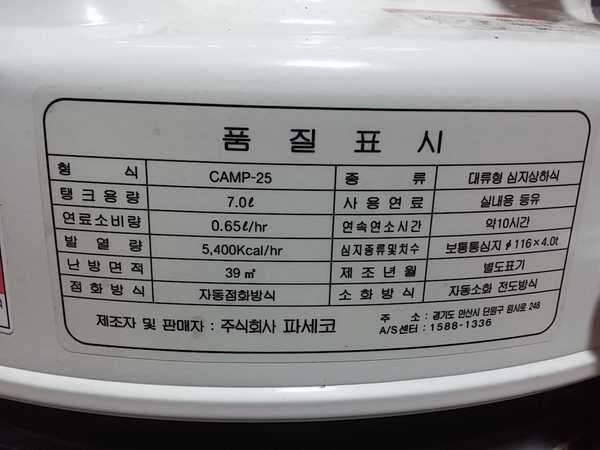 품 질 표 시
형 식 CAMP-25 종 류 대류형 심지상하식
탱크용량 7.0ℓ 사용연료 실내용 등유
연료소비량 0.65ℓ/hr 연속연소시간 약10시간
발 열 량 5,400Kcal/hr 심지종류및치수 보통통심지 ∮116×4.0t
난방면적 39㎡ 제조년월 별도표기
점화방식 자동점화방식 소화방식 자동소화 전도방식
제조자 및 판매자 : 주식회사 파세코
주 소 : 경기도 안산시 단원구 원시로 248
A/S센터 : 1588-1336